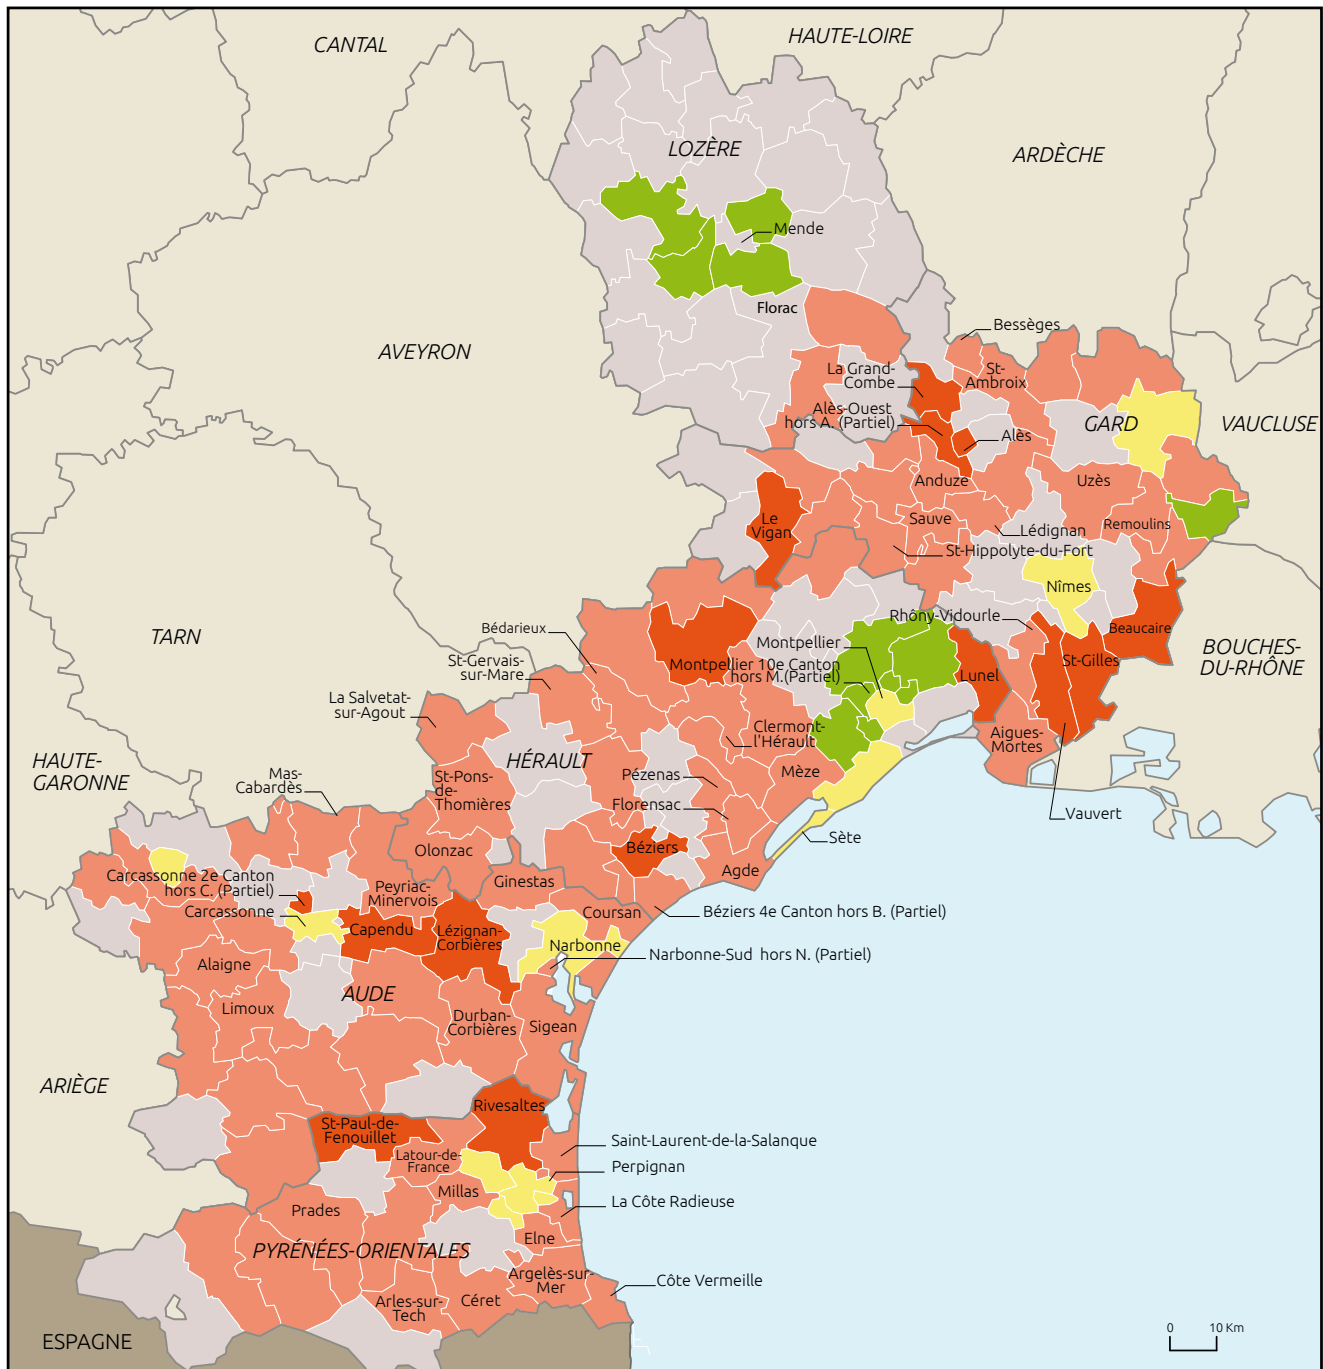 CANTAL
HAUTE-LOIRE
LOZÈRE
ARDÈCHE
Mende
Florac
AVEYRON
Bessèges
La Grand-
Combe
St-
Ambroix
Alès-Ouest
hors A. (Partiel)
GARD
VAUCLUSE
Alès
Anduze
Uzès
Le
Vigan
Sauve
Lédignan
Remoulins
St-Hippolyte-du-Fort
Nîmes
TARN
Bédarieux
Rhôny-Vidourle
Beaucaire
BOUCHES-
DU-RHÔNE
Montpellier
Montpellier 10e Canton
hors M.(Partiel)
St-Gilles
Lunel
St-Gervais-
sur-Mare
La Salvetat-
sur-Agout
Clermont-
l'Hérault
Aigues-
Mortes
HÉRAULT
HAUTE-
GARONNE
Mas-
Cabardès
St-Pons-
de-
Thomières
Pézenas
Mèze
Florensac
Vauvert
Sète
Béziers
Olonzac
Agde
Carcassonne 2e Canton
hors C. (Partiel)
Peyriac-
Minervois
Ginestas
Carcassonne
Coursan
Béziers 4e Canton hors B. (Partiel)
Capendu
Lézignan-
Corbières
Narbonne
Narbonne-Sud hors N. (Partiel)
Alaigne
AUDE
Limoux
Durban-
Corbières
Sigean
ARIÈGE
Rivesaltes
St-Paul-de-
Fenouillet
Saint-Laurent-de-la-Salanque
Latour-de-
France
Perpignan
Millas
La Côte Radieuse
Prades
Elne
PYRÉNÉES-ORIENTALES
Argelès-sur-
Mer
Côte Vermeille
Arles-sur-
Tech
Céret
ESPAGNE
0 10 Km